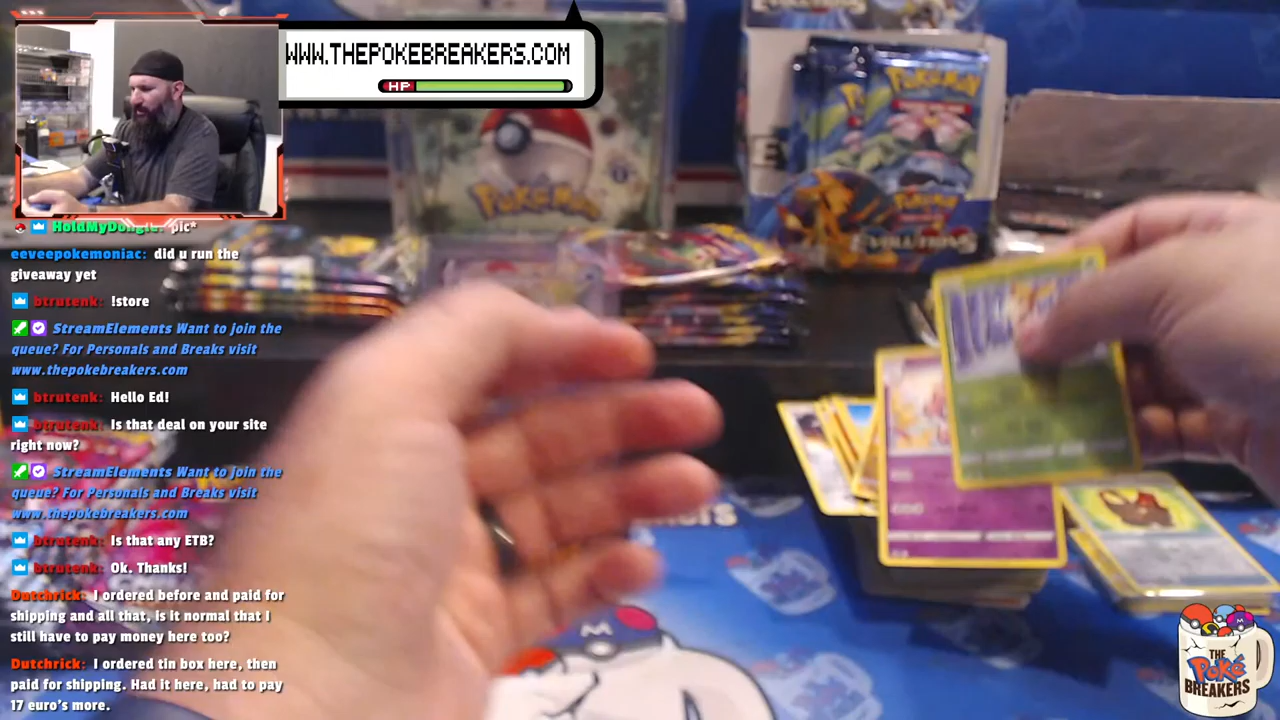 WWW.THEPOKEBREAKERS.COM
HP
HoldMyDongle: pic*
eeveepokemoniac: did u run the
giveaway yet
btrutenk: !store
StreamElements Want to join the
queue? For Personals and Breaks visit
www.thepokebreakers.com
btrutenk: Hello Ed!
btrutenk: Is that deal on your site
right now?
StreamElements Want to join the
queue? For Personals and Breaks visit
www.thepokebreakers.com
btrutenk: Is that any ETB?
btrutenk: Ok. Thanks!
Dutchrick: I ordered before and paid for
shipping and all that, is it normal that I
still have to pay money here too?
Dutchrick: I ordered tin box here, then
paid for shipping. Had it here, had to pay
17 euro's more.
Pokémon
Pokémon
Pokémon
EVOLUTIONS
THE
Poké
BREAKERS